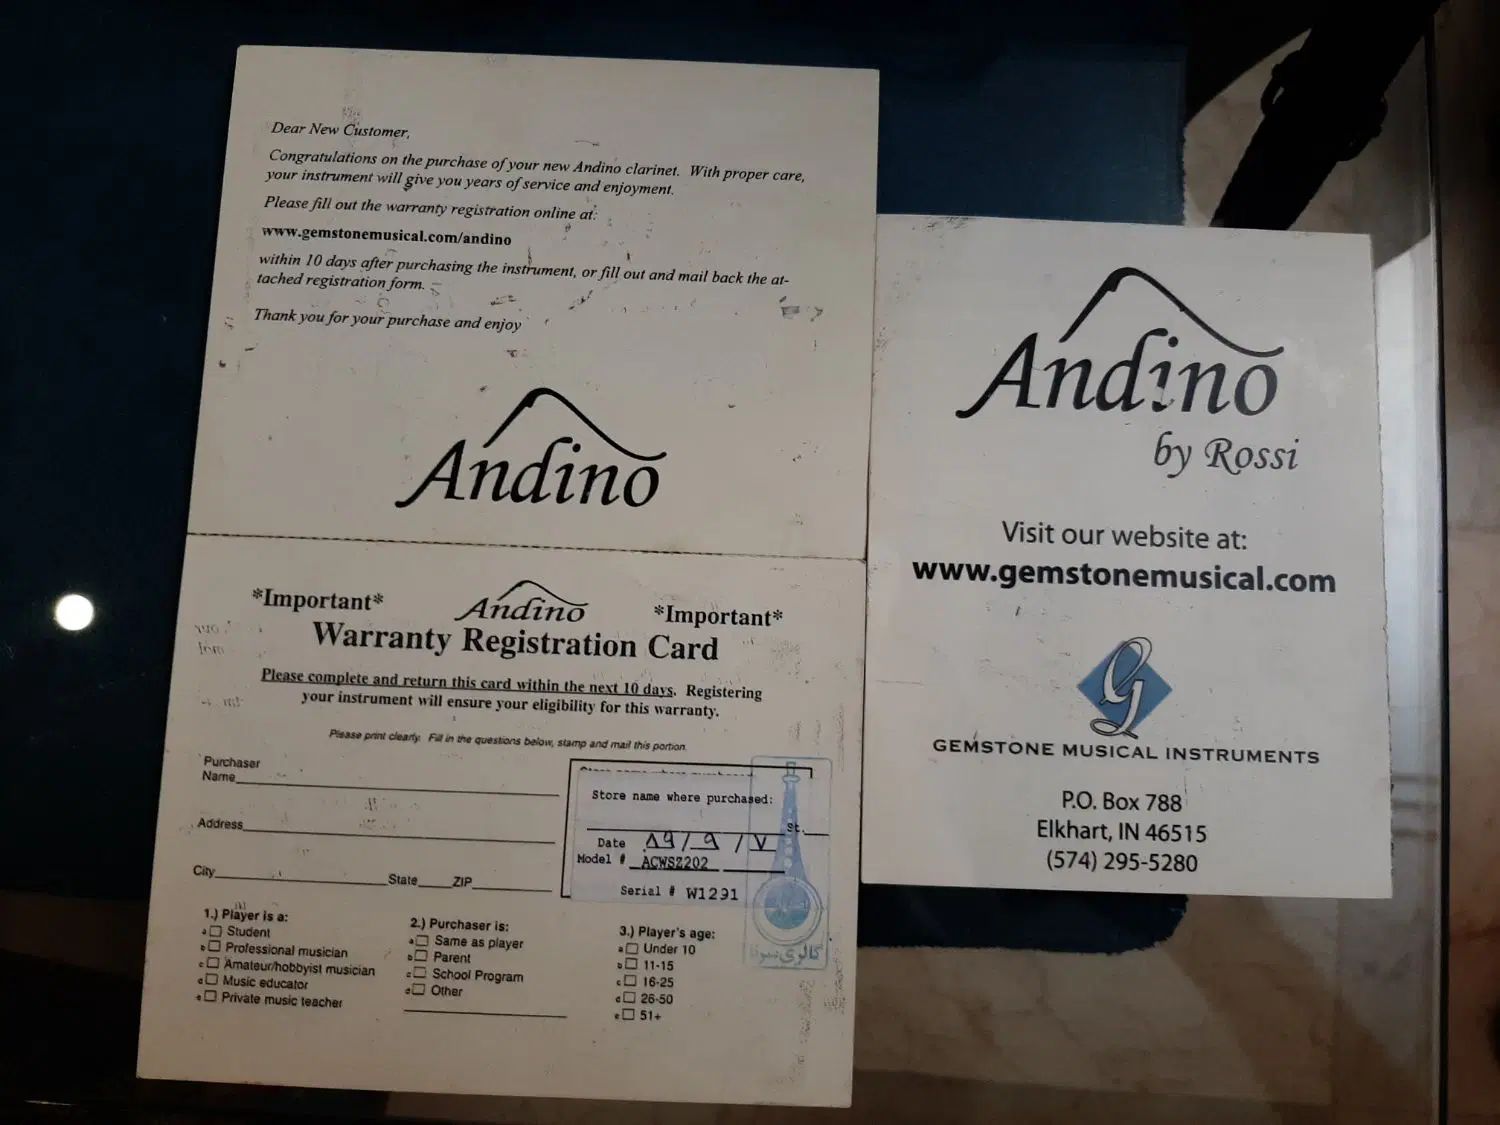 Dear New Customer,
Congratulations on the purchase of your new Andino clarinet. With proper care,
your instrument will give you years of service and enjoyment.
Please fill out the warranty registration online at:
www.gemstonemusical.com/andino
within 10 days after purchasing the instrument, or fill out and mail back the at-
tached registration form.
Thank you for your purchase and enjoy
Andino
*Important* Andino *Important*
Warranty Registration Card
Please complete and return this card within the next 10 days. Registering
your instrument will ensure your eligibility for this warranty.
Please print clearly. Fill in the questions below, stamp and mail this portion.
Purchaser
Name
Address
City State ZIP
Store name where purchased:
St.
Date ۱۹/۹/۷
Model # ACWS2202
Serial # W1291
گالری
1.) Player is a:
a Student
b Professional musician
c Amateur/hobbyist musician
d Music educator
e Private music teacher
2.) Purchaser is:
a Same as player
b Parent
c School Program
d Other
3.) Player's age:
a Under 10
b 11-15
c 16-25
d 26-50
e 51+
Andino
by Rossi
Visit our website at:
www.gemstonemusical.com
G
GEMSTONE MUSICAL INSTRUMENTS
P.O. Box 788
Elkhart, IN 46515
(574) 295-5280